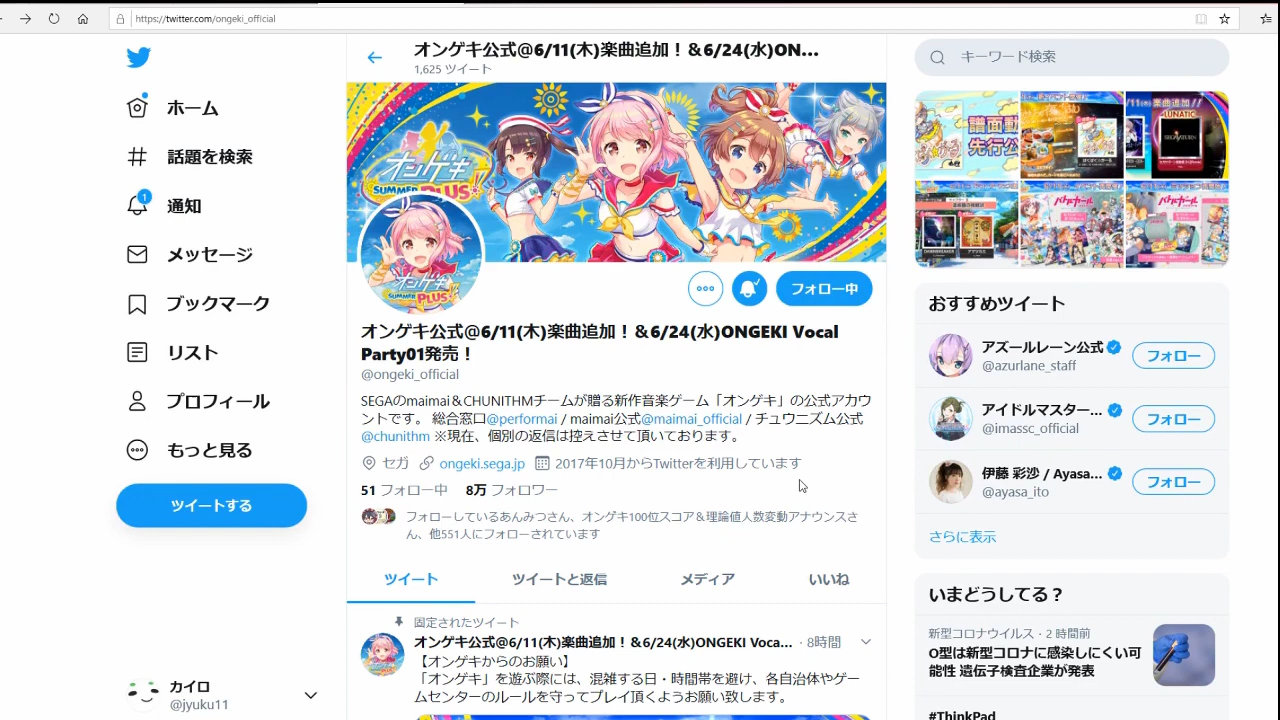 https://twitter.com/ongeki_official
ホーム
話題を検索
通知
1
メッセージ
ブックマーク
リスト
プロフィール
もっと見る
ツイートする
カイロ
@jyuku11
オンゲキ公式@6/11(木)楽曲追加！&6/24(水)ON...
1,625 ツイート
オンゲキ
SUMMER PLUS!
オンゲキ
SUMMER PLUS!
フォロー中
オンゲキ公式@6/11(木)楽曲追加！&6/24(水)ONGEKI Vocal
Party01発売！
@ongeki_official
SEGAのmaimai＆CHUNITHMチームが贈る新作音楽ゲーム「オンゲキ」の公式アカウ
ントです。 総合窓口@performai / maimai公式@maimai_official / チュウニズム公式
@chunithm ※現在、個別の返信は控えさせて頂いております。
セガ ongeki.sega.jp 2017年10月からTwitterを利用しています
51 フォロー中 8万 フォロワー
フォローしているあんみつさん、オンゲキ100位スコア＆理論値人数変動アナウンスさ
ん、他551人にフォローされています
ツイート ツイートと返信 メディア いいね
固定されたツイート
オンゲキ公式@6/11(木)楽曲追加！&6/24(水)ONGEKI Voca... · 8時間
【オンゲキからのお願い】
「オンゲキ」を遊ぶ際には、混雑する日・時間帯を避け、各自治体やゲー
ムセンターのルールを守ってプレイ頂くようお願い致します。
キーワード検索
譜面動
先行公
楽曲追加
LUNATIC
おすすめツイート
アズールレーン公式
@azurlane_staff
フォロー
アイドルマスター...
@imassc_official
フォロー
伊藤 彩沙 / Ayasa...
@ayasa_ito
フォロー
さらに表示
いまどうしてる？
新型コロナウイルス · 2 時間前
O型は新型コロナに感染しにくい可
能性 遺伝子検査企業が発表
#ThinkPad